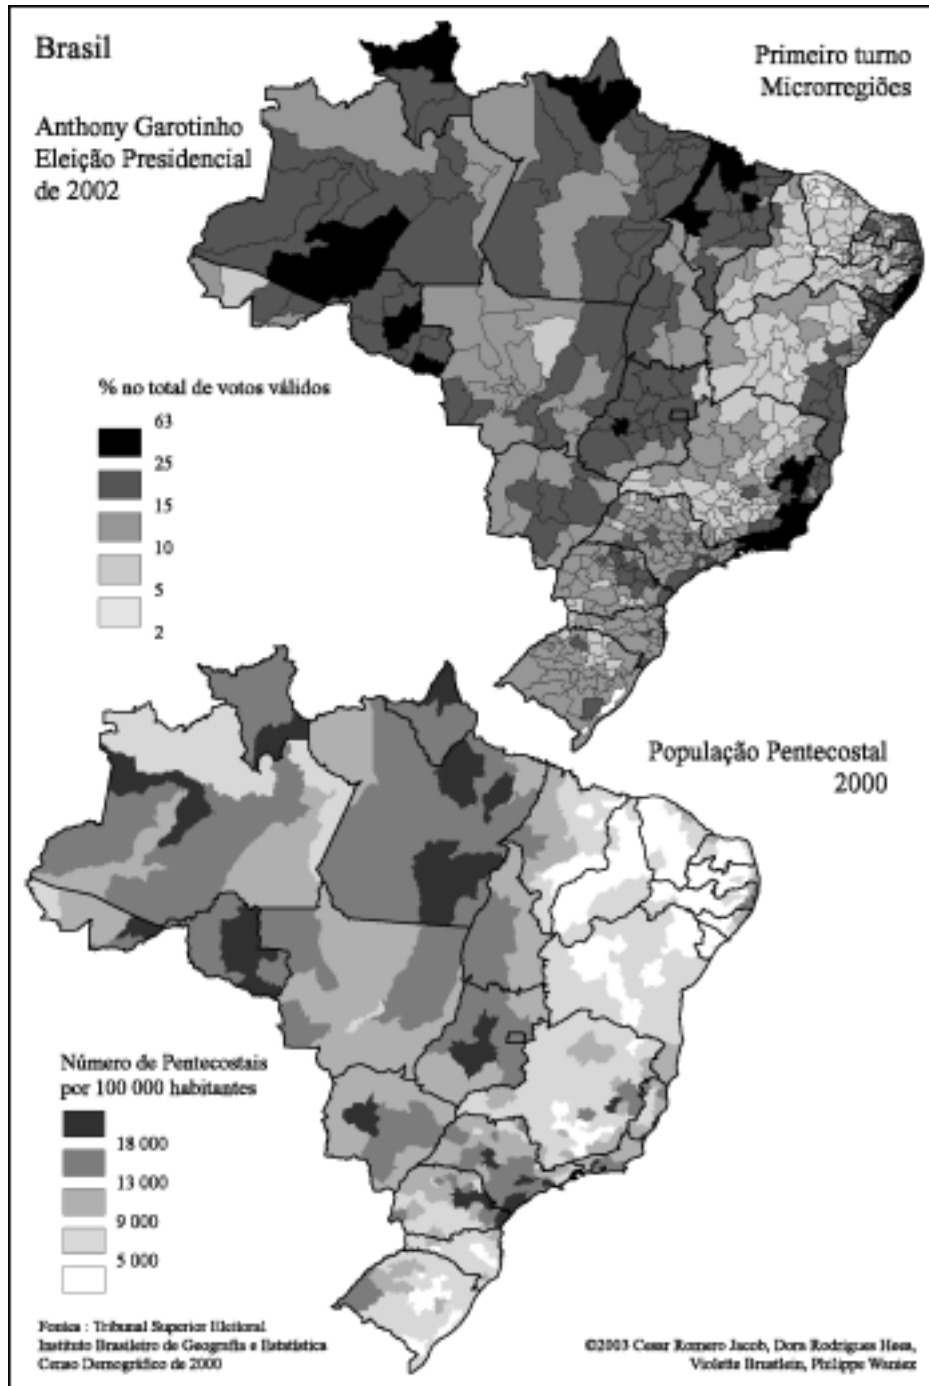 Brasil
Anthony Garotinho
Eleição Presidencial
de 2002
Primeiro turno
Microrregiões
% no total de votos válidos
63
25
15
10
5
2
População Pentecostal
2000
Número de Pentecostais
por 100 000 habitantes
18 000
13 000
9 000
5 000
Fontes : Tribunal Superior Eleitoral
Instituto Brasileiro de Geografia e Estatística
Censo Demográfico de 2000
©2003 Cesar Romero Jacob, Dora Rodrigues Hees,
Violette Brustlein, Philippe Waniez